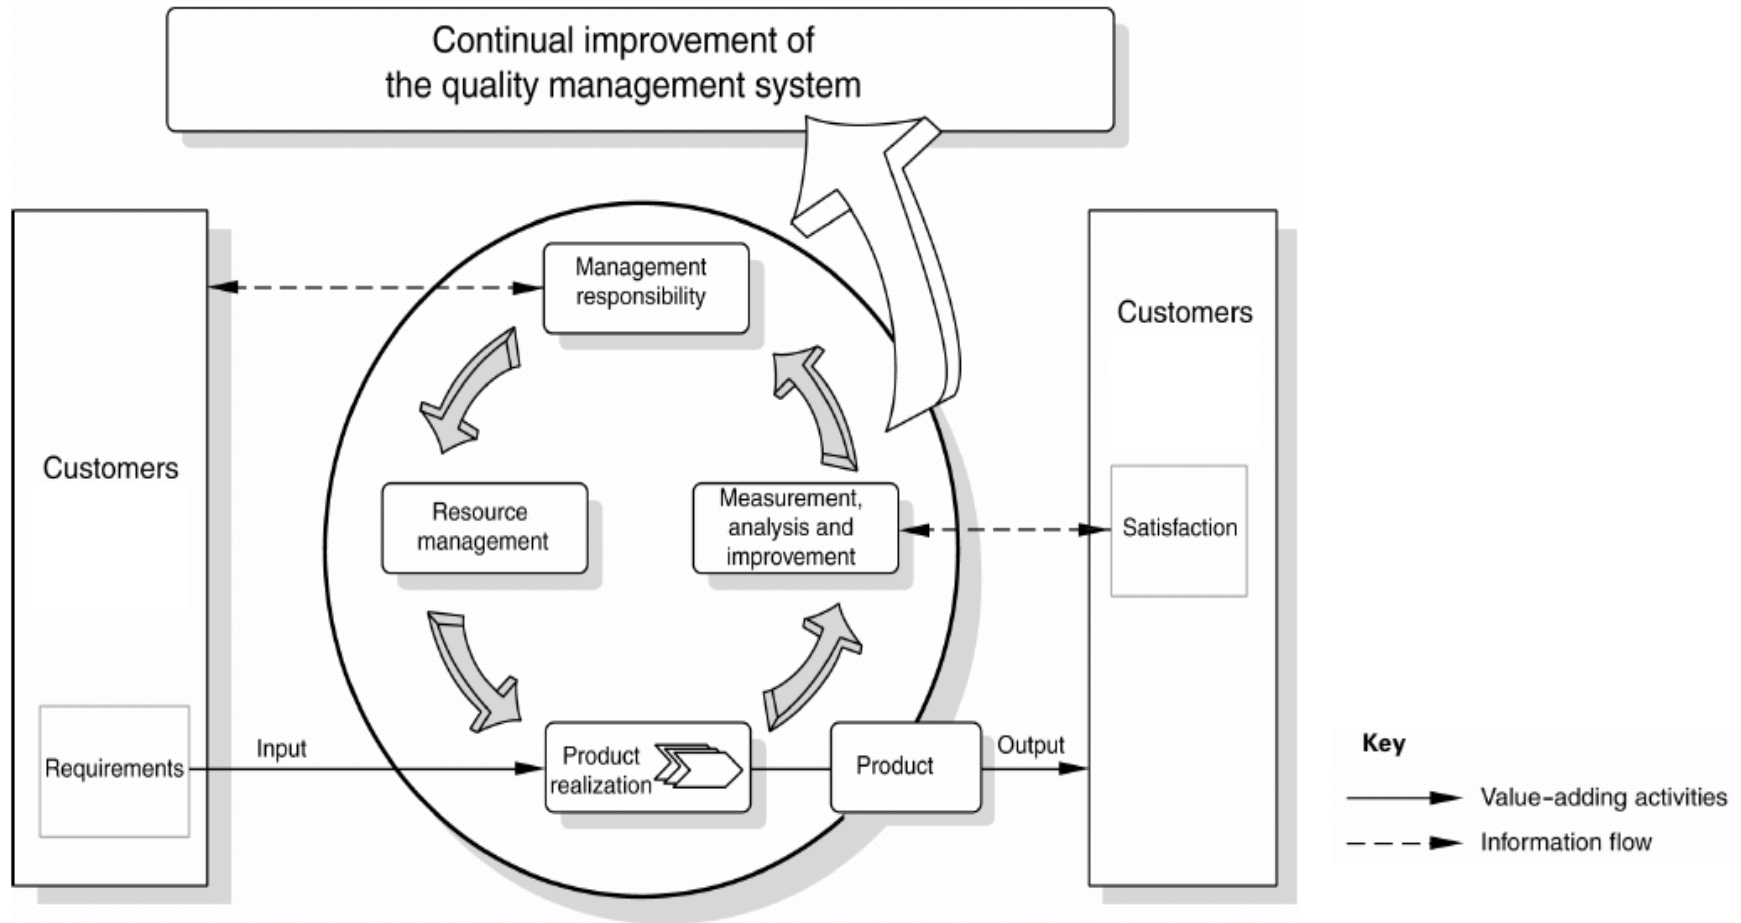 Continual improvement of
the quality management system
Customers
Requirements
Input
Management
responsibility
Resource
management
Measurement,
analysis and
improvement
Product
realization
Product
Output
Customers
Satisfaction
Key
Value-adding activities
Information flow